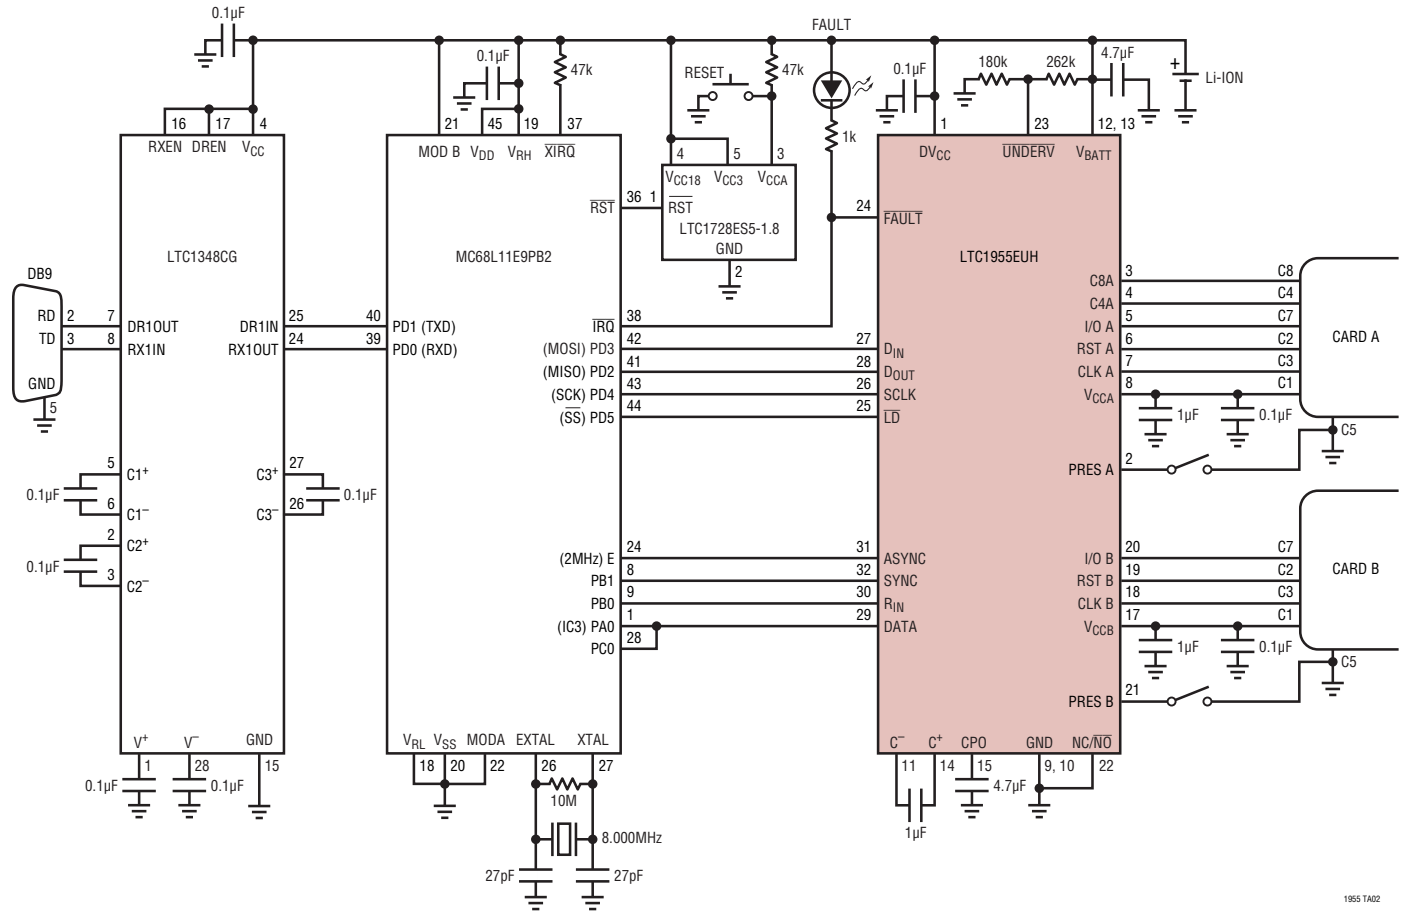 0.1µF
FAULT
0.1µF
47k
RESET
47k
0.1µF
180k
262k
4.7µF
+
Li-ION
1k
16
17
4
21
45
19
37
4
5
3
1
23
12, 13
RXEN
DREN
VCC
MOD B
VDD
VRH
XIRQ
VCC18
VCC3
VCCA
DVCC
UNDERV
VBATT
RST
36
1
RST
24
FAULT
LTC1728ES5-1.8
GND
2
LTC1348CG
MC68L11E9PB2
LTC1955EUH
DB9
C8A
3
C8
C4A
4
C4
RD
2
7
DR1OUT
DR1IN
25
40
PD1 (TXD)
IRQ
38
I/O A
5
C7
CARD A
TD
3
8
RX1IN
RX1OUT
24
39
PD0 (RXD)
(MOSI) PD3
42
27
DIN
RST A
6
C2
(MISO) PD2
41
28
DOUT
CLK A
7
C3
GND
5
(SCK) PD4
43
26
SCLK
VCCA
8
C1
(SS) PD5
44
25
LD
1µF
0.1µF
C5
PRES A
2
5
C1+
C3+
27
0.1µF
0.1µF
6
C1–
C3–
26
2
C2+
0.1µF
3
C2–
(2MHz) E
24
31
ASYNC
I/O B
20
C7
PB1
8
32
SYNC
RST B
19
C2
CARD B
PB0
9
30
RIN
CLK B
18
C3
(IC3) PA0
1
29
DATA
VCCB
17
C1
PC0
28
1µF
0.1µF
C5
PRES B
21
V+
V–
GND
VRL
VSS
MODA
EXTAL
XTAL
C–
C+
CPO
GND
NC/NO
1
28
15
18
20
22
26
27
11
14
15
9, 10
22
0.1µF
0.1µF
10M
4.7µF
1µF
8.000MHz
27pF
27pF
1955 TA02